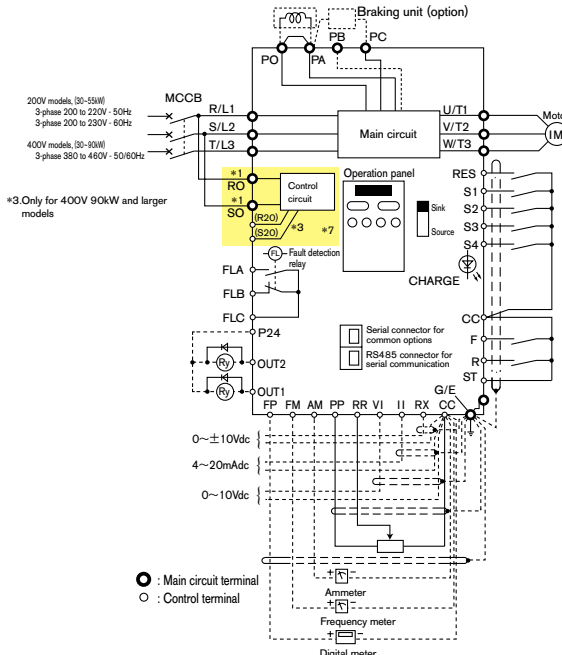 Braking unit (option)
PO PA PB PC
MCCB
200V models, (30-55kW)
3-phase 200 to 220V - 50Hz
3-phase 200 to 230V - 60Hz
400V models, (30-90kW)
3-phase 380 to 460V - 50/60Hz
R/L1
S/L2
T/L3
Main circuit
U/T1
V/T2
W/T3
Moto
IM
*3.Only for 400V 90kW and larger
models
*1
RO
*1
SO
Control
circuit
(R20)
(S20)
*3
*7
Operation panel
Sink
Source
CHARGE
RES
S1
S2
S3
S4
FL
Fault detection
relay
FLA
FLB
FLC
P24
Ry
OUT2
Ry
OUT1
Serial connector for
common options
RS485 connector for
serial communication
CC
F
R
ST
G/E
FP FM AM PP RR VI II RX CC
0~±10Vdc
4~20mAdc
0~10Vdc
: Main circuit terminal
: Control terminal
+ −
Ammeter
+ −
Frequency meter
+ −
Digital meter